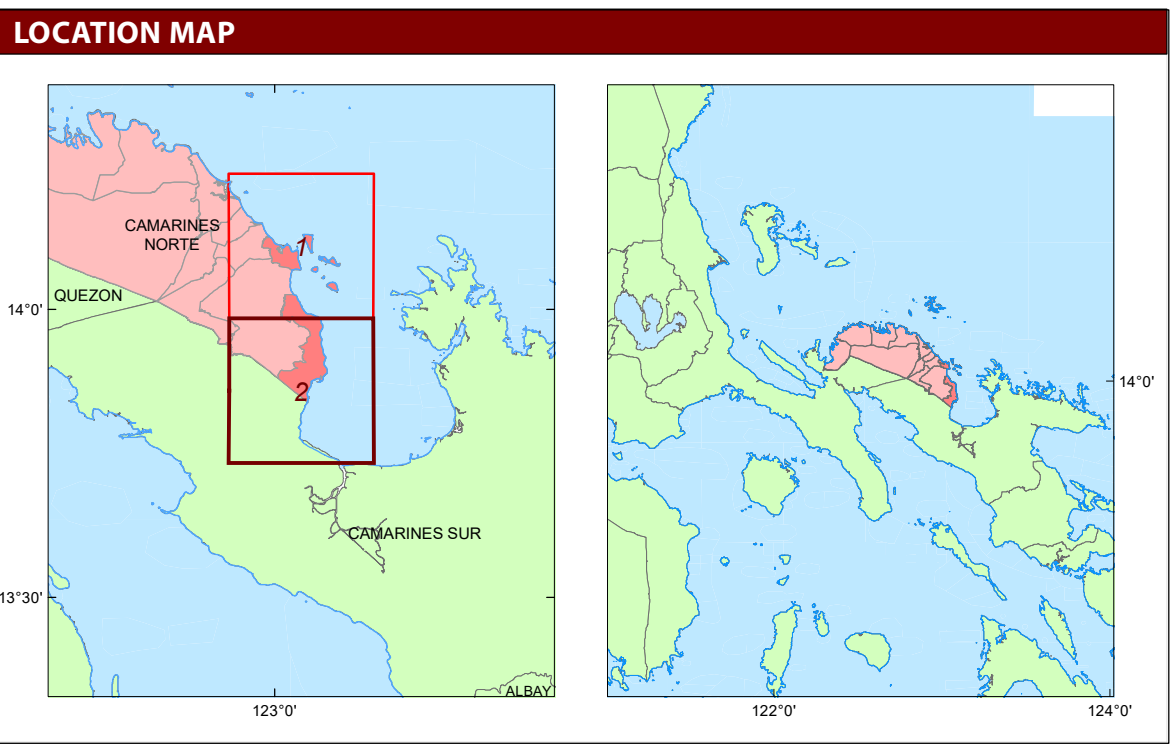 LOCATION MAP
CAMARINES
NORTE
1
QUEZON
14°0'
2
CAMARINES SUR
13°30'
ALBAY
123°0'
14°0'
122°0'
124°0'